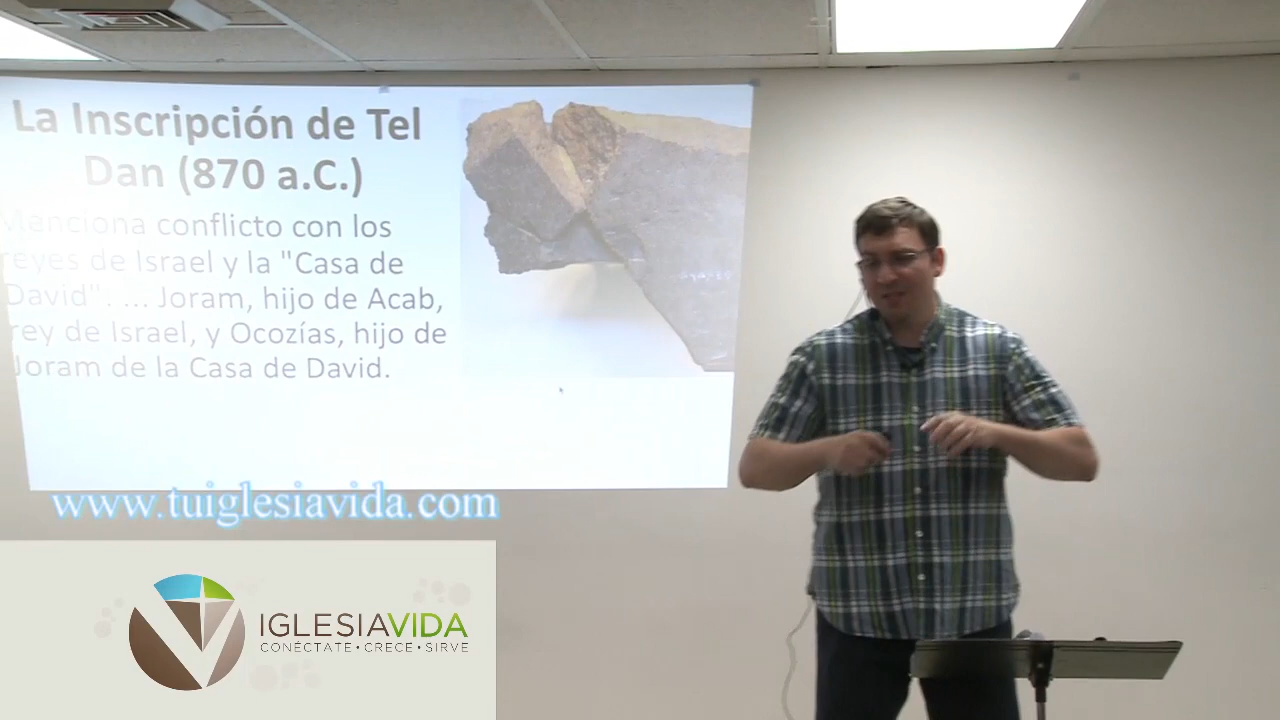 La Inscripción de Tel
Dan (870 a.C.)
Menciona conflicto con los
reyes de Israel y la "Casa de
David": ... Joram, hijo de Acab,
rey de Israel, y Ocozías, hijo de
Joram de la Casa de David.
www.tuiglesiavida.com
IGLESIAVIDA
CONÉCTATE • CRECE • SIRVE